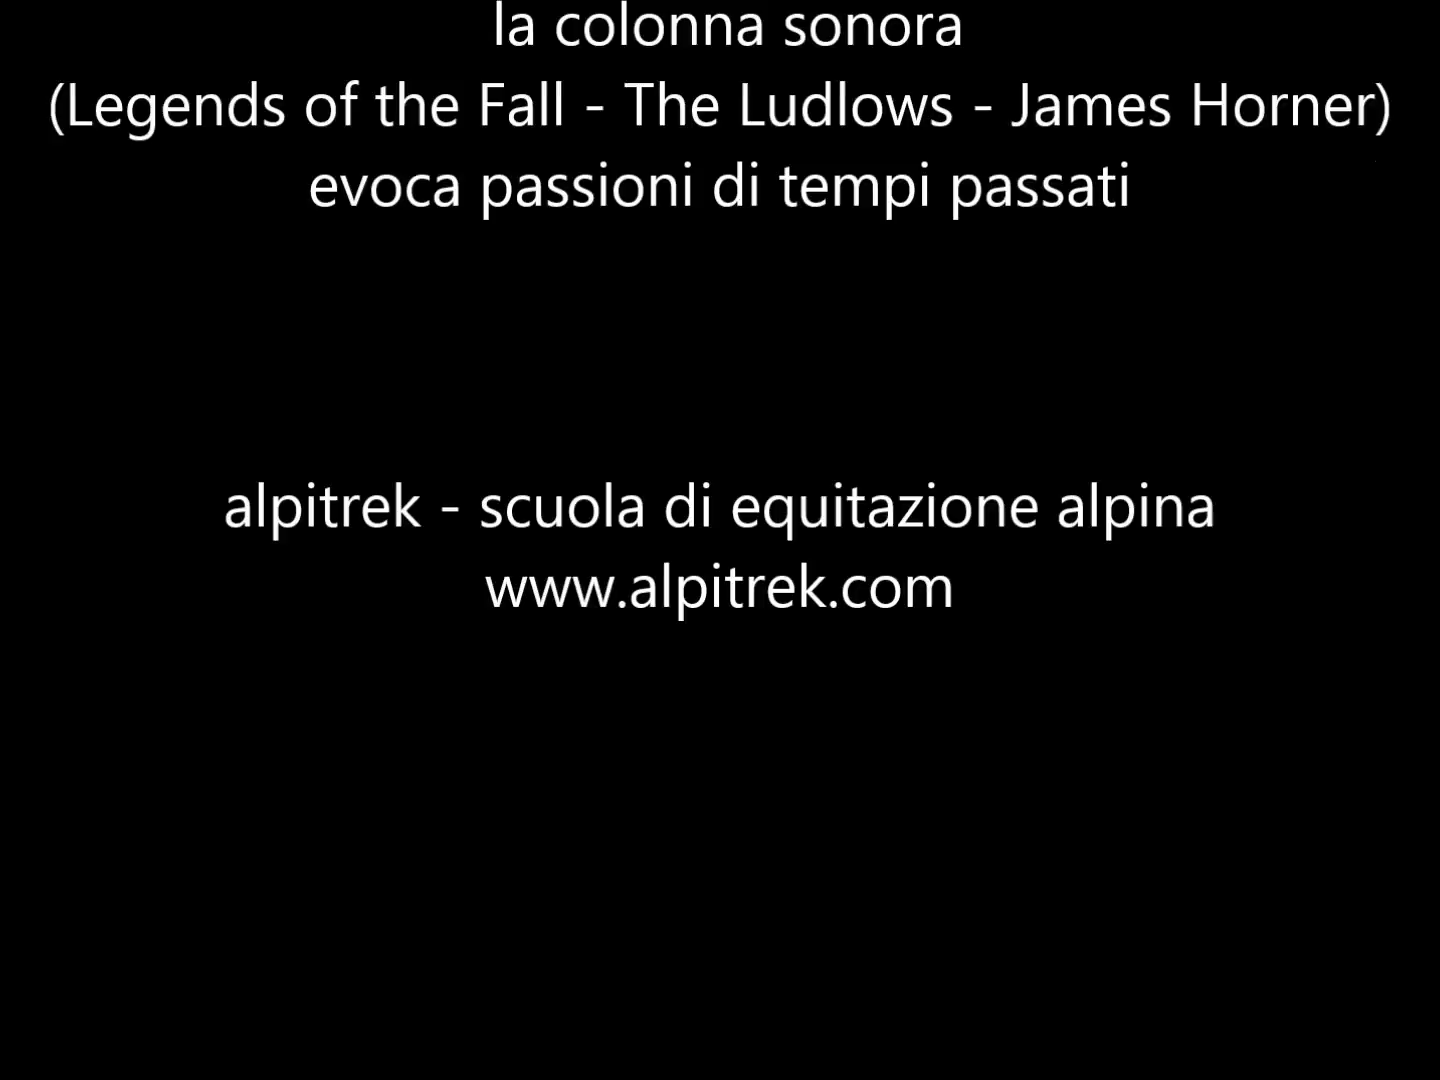 la colonna sonora
(Legends of the Fall - The Ludlows - James Horner)
evoca passioni di tempi passati
alpitrek - scuola di equitazione alpina
www.alpitrek.com